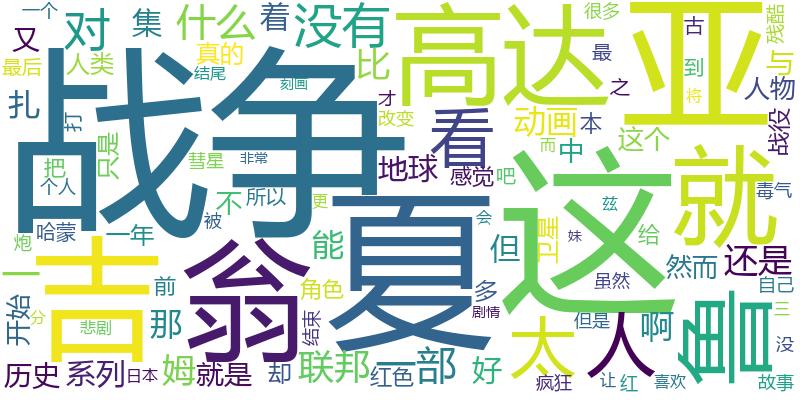 一个
又
对
集
什么
着
没有
高达
很多
残酷
亚
真的
最后
人类
结尾
刻画
比
才
改变
看
最
之
古
到
将
与
人物
战役
扎
打
战争
动画
本
这个
而
中
把
只是
彗星
非常
地球
感觉
吧
个人
不
所以
夏
更
这
兹
就
毒气
哈蒙
一年
被
会
妹
卫星
给
炮
一
吉
翁
能
但
虽然
然而
还是
开始
前
角色
多
自己
分
悲剧
那
结束
剧情
太
人
但是
啊
鲁
三
没
历史
系列
日本
姆
就是
却
联邦
红色
一部
好
疯狂
让
红
喜欢
故事